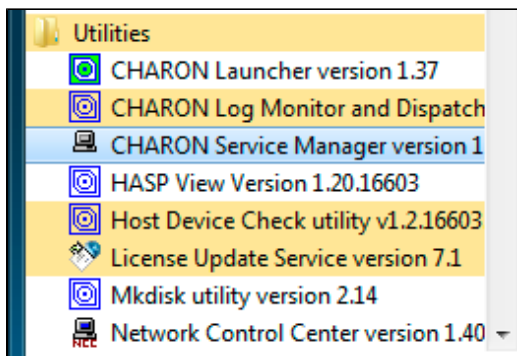 Utilities
CHARON Launcher version 1.37
CHARON Log Monitor and Dispatch
CHARON Service Manager version 1
HASP View Version 1.20.16603
Host Device Check utility v1.2.16603
License Update Service version 7.1
Mkdisk utility version 2.14
NCC Network Control Center version 1.40